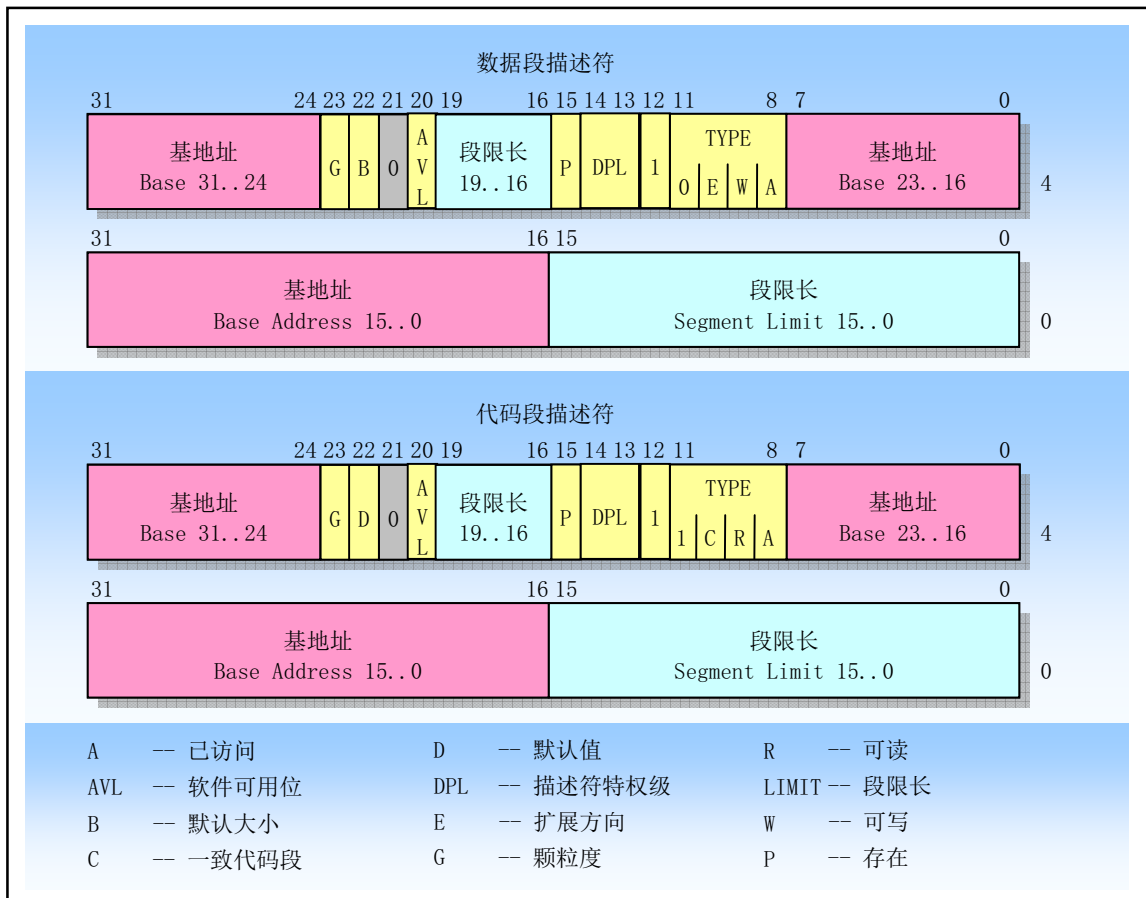 数据段描述符
31 24 23 22 21 20 19 16 15 14 13 12 11 8 7 0
基地址
Base 31..24
G B 0 AVL
段限长
19..16
P DPL 1
TYPE
0 E W A
基地址
Base 23..16
4
31 16 15 0
基地址
Base Address 15..0
段限长
Segment Limit 15..0
0
代码段描述符
31 24 23 22 21 20 19 16 15 14 13 12 11 8 7 0
基地址
Base 31..24
G D 0 AVL
段限长
19..16
P DPL 1
TYPE
1 C R A
基地址
Base 23..16
4
31 16 15 0
基地址
Base Address 15..0
段限长
Segment Limit 15..0
0
A -- 已访问 D -- 默认值 R -- 可读
AVL -- 软件可用位 DPL -- 描述符特权级 LIMIT -- 段限长
B -- 默认大小 E -- 扩展方向 W -- 可写
C -- 一致代码段 G -- 颗粒度 P -- 存在